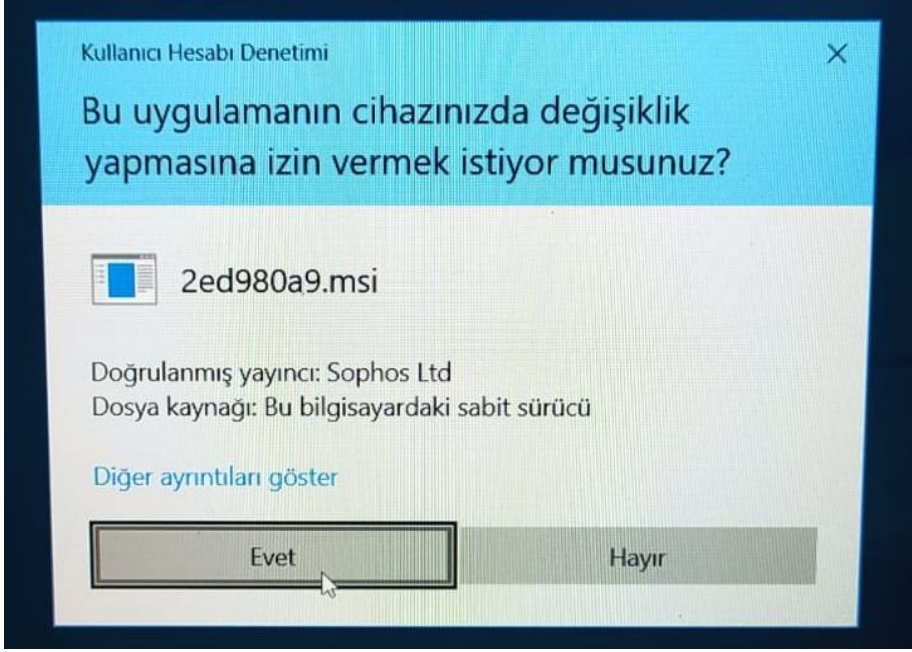 Kullanıcı Hesabı Denetimi
Bu uygulamanın cihazınızda değişiklik
yapmasına izin vermek istiyor musunuz?
2ed980a9.msi
Doğrulanmış yayıncı: Sophos Ltd
Dosya kaynağı: Bu bilgisayardaki sabit sürücü
Diğer ayrıntıları göster
Evet
Hayır